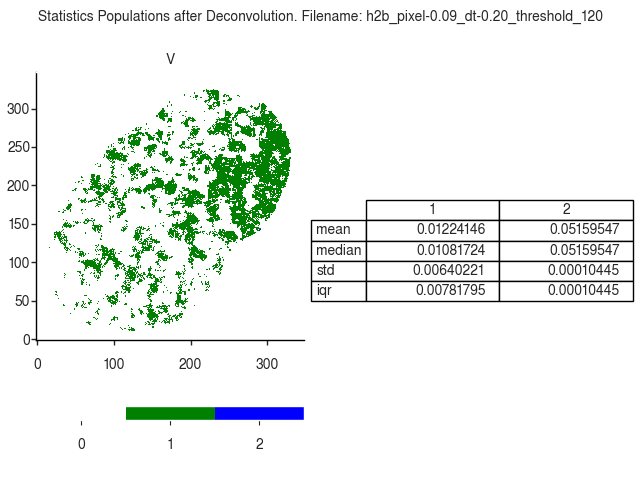 Statistics Populations after Deconvolution. Filename: h2b_pixel-0.09_dt-0.20_threshold_120
V
300
250
200
150
100
50
0
0 100 200 300
1 2
mean 0.01224146 0.05159547
median 0.01081724 0.05159547
std 0.00640221 0.00010445
iqr 0.00781795 0.00010445
0 1 2